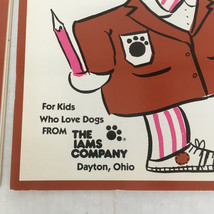 For Kids
Who Love Dogs
FROM THE
IAMS
COMPANY
Dayton, Ohio